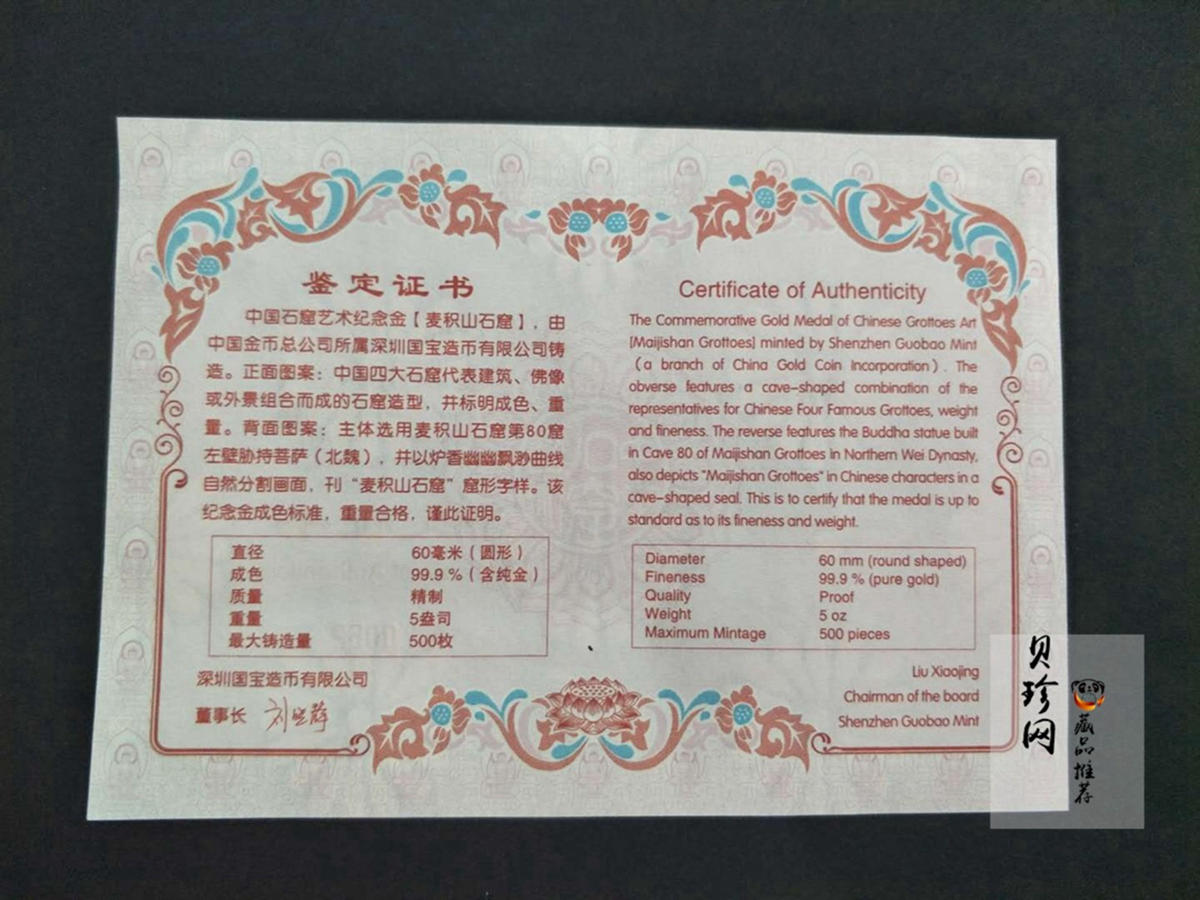 鉴定证书
中国石窟艺术纪念金【麦积山石窟】，由
中国金币总公司所属深圳国宝造币有限公司铸
造。正面图案：中国四大石窟代表建筑、佛像
或外景组合而成的石窟造型，并标明成色、重
量。背面图案：主体选用麦积山石窟第80窟
左壁胁持菩萨（北魏），并以炉香幽幽飘渺曲线
自然分割画面，刊“麦积山石窟”窟形字样。该
纪念金成色标准，重量合格，谨此证明。
直径 60毫米（圆形）
成色 99.9％（含纯金）
质量 精制
重量 5盎司
最大铸造量 500枚
深圳国宝造币有限公司
董事长 刘晓静
Certificate of Authenticity
The Commemorative Gold Medal of Chinese Grottoes Art
[Maijishan Grottoes] minted by Shenzhen Guobao Mint
(a branch of China Gold Coin Incorporation). The
obverse features a cave-shaped combination of the
representatives for Chinese Four Famous Grottoes, weight
and fineness. The reverse features the Buddha statue built
in Cave 80 of Maijishan Grottoes in Northern Wei Dynasty,
also depicts "Maijishan Grottoes" in Chinese characters in a
cave-shaped seal. This is to certify that the medal is up to
standard as to its fineness and weight.
Diameter 60 mm (round shaped)
Fineness 99.9 % (pure gold)
Quality Proof
Weight 5 oz
Maximum Mintage 500 pieces
Liu Xiaojing
Chairman of the board
Shenzhen Guobao Mint
贝珍网
藏品推荐